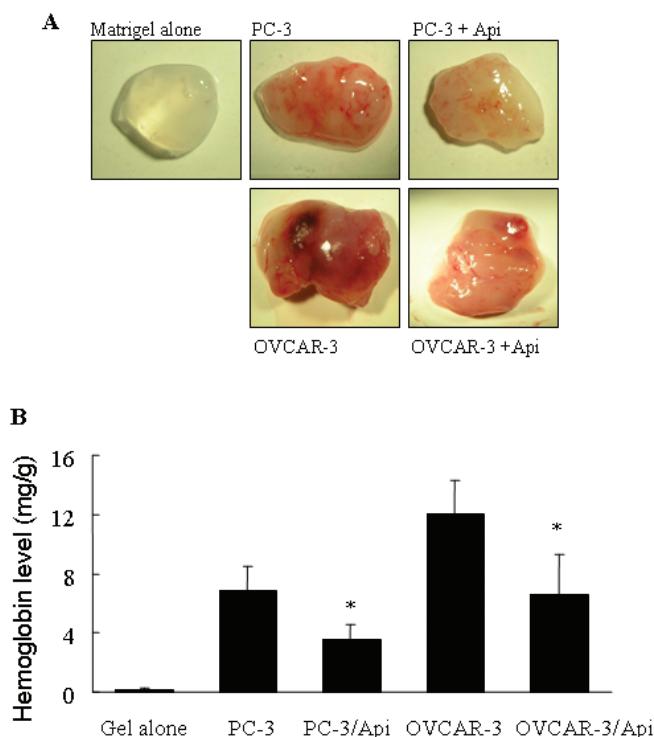 A
Matrigel alone PC-3 PC-3 + Api
OVCAR-3 OVCAR-3 +Api
B
Hemoglobin level (mg/g)
16
12
8
4
0
* *
Gel alone PC-3 PC-3/Api OVCAR-3 OVCAR-3/Api